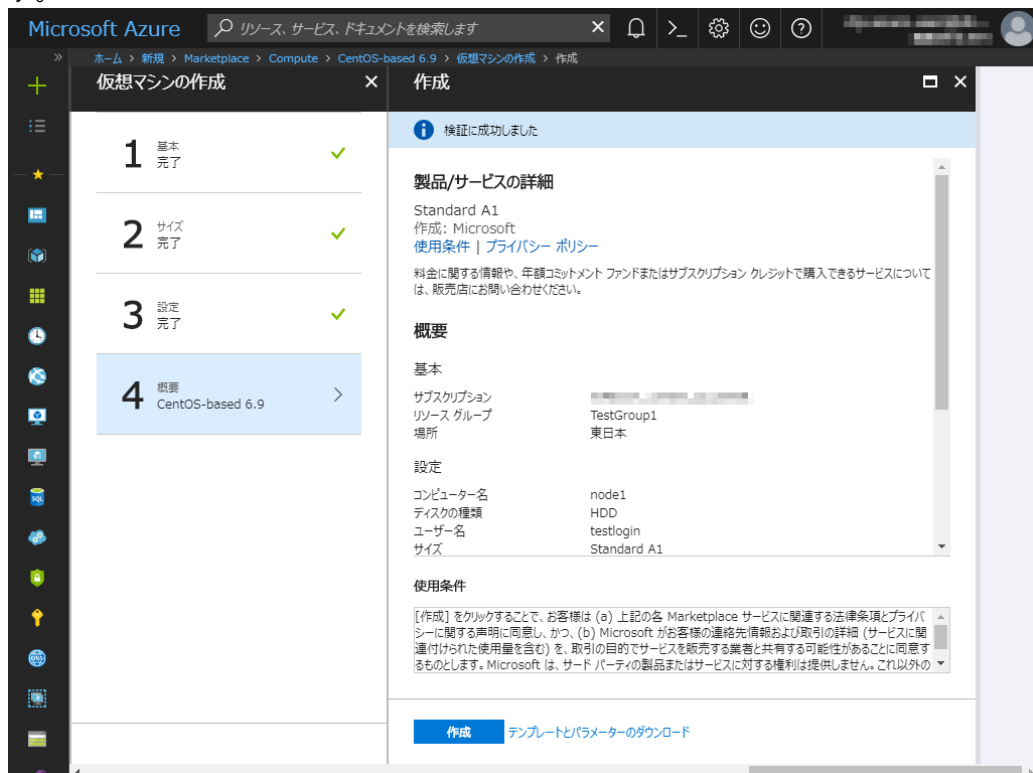 す。
Microsoft Azure
リソース、サービス、ドキュメントを検索します
ホーム > 新規 > Marketplace > Compute > CentOS-based 6.9 > 仮想マシンの作成 > 作成
仮想マシンの作成
作成
検証に成功しました
1 基本
完了
2 サイズ
完了
3 設定
完了
4 概要
CentOS-based 6.9
製品/サービスの詳細
Standard A1
作成: Microsoft
使用条件 | プライバシー ポリシー
料金に関する情報や、年額コミットメント ファンドまたはサブスクリプション クレジットで購入できるサービスについて
は、販売店にお問い合わせください。
概要
基本
サブスクリプション
リソース グループ TestGroup1
場所 東日本
設定
コンピューター名 node1
ディスクの種類 HDD
ユーザー名 testlogin
サイズ Standard A1
使用条件
[作成] をクリックすることで、お客様は (a) 上記の各 Marketplace サービスに関連する法律条項とプライバ
シーに関する声明に同意し、かつ、(b) Microsoft がお客様の連絡先情報および取引の詳細 (サービスに関
連付けられた使用量を含む) を、取引の目的でサービスを販売する業者と共有する可能性があることに同意す
るものとします。Microsoft は、サード パーティの製品またはサービスに対する権利は提供しません。これ以外の
作成 テンプレートとパラメーターのダウンロード
SQL
DNS